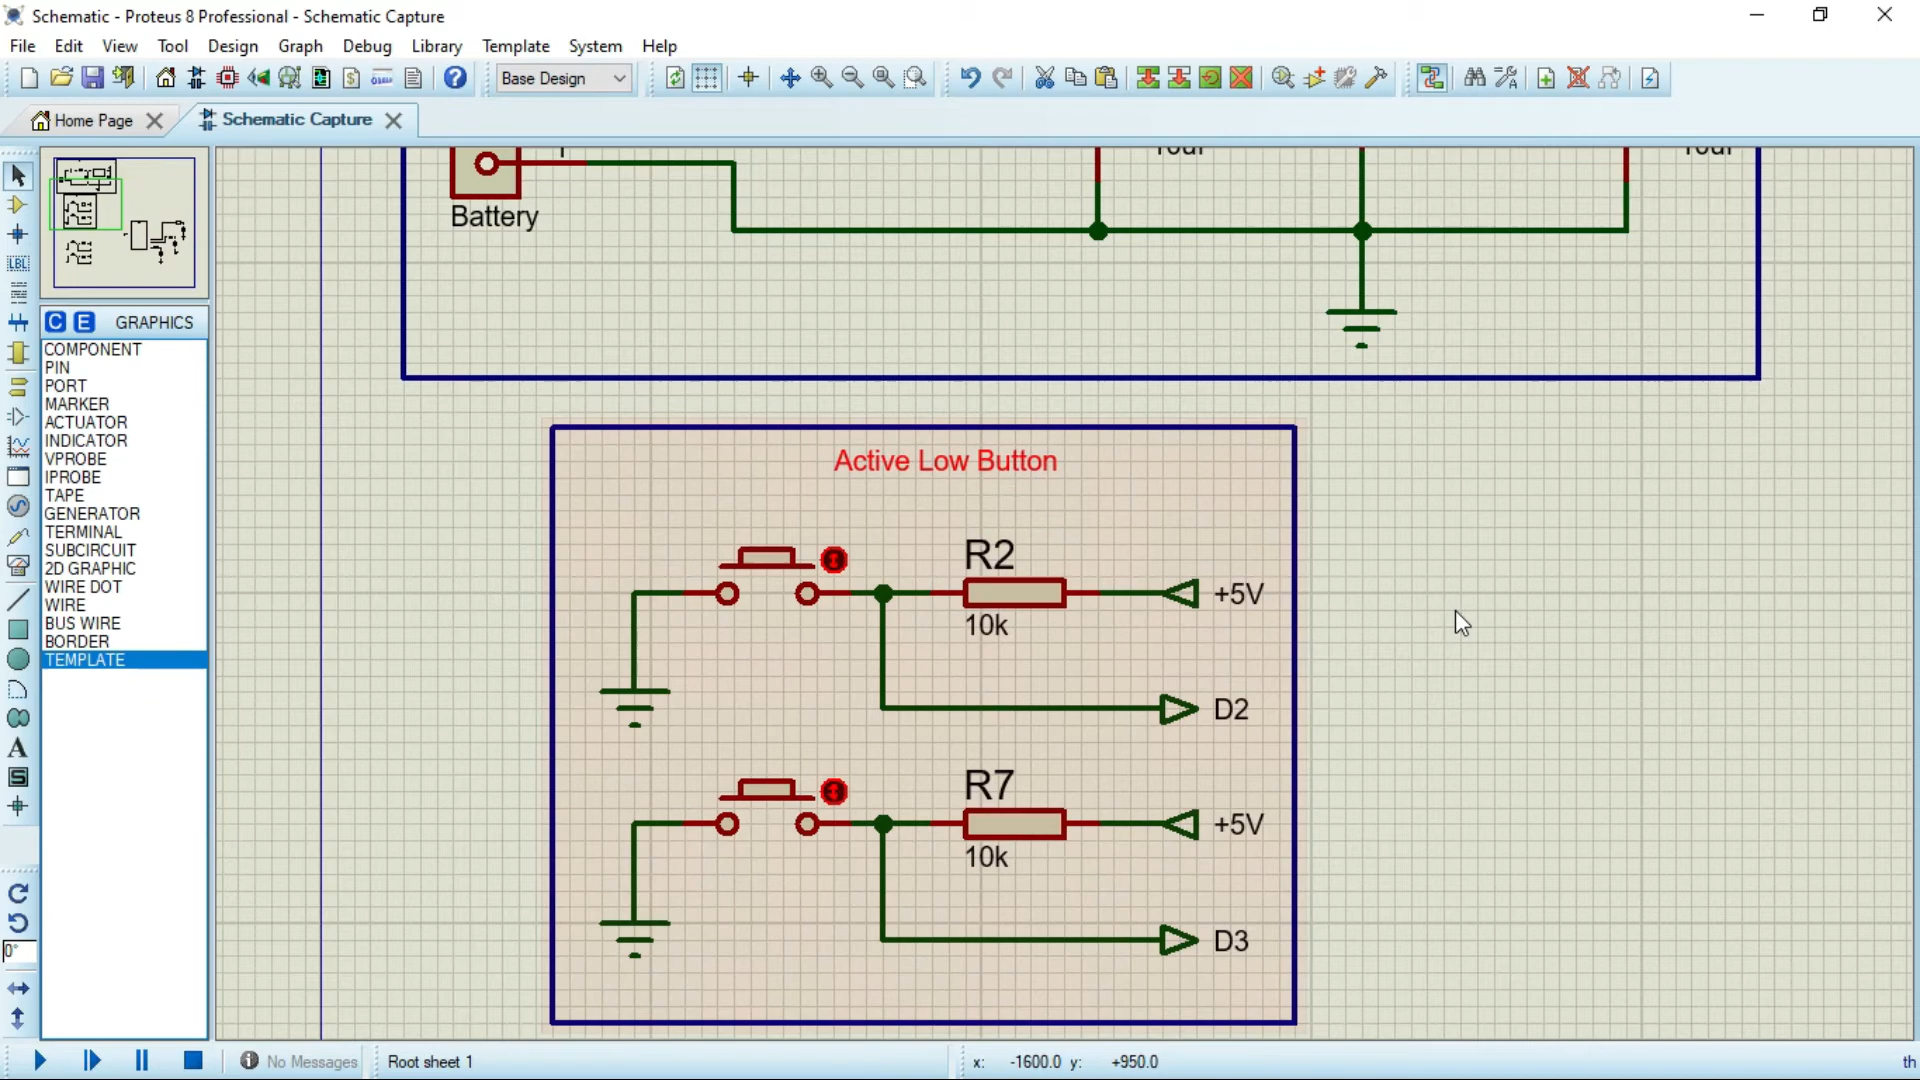 Schematic - Proteus 8 Professional - Schematic Capture
File Edit View Tool Design Graph Debug Library Template System Help
Base Design
Home Page
Schematic Capture
LBL
C E GRAPHICS
COMPONENT
PIN
PORT
MARKER
ACTUATOR
INDICATOR
VPROBE
IPROBE
TAPE
GENERATOR
TERMINAL
SUBCIRCUIT
2D GRAPHIC
WIRE DOT
WIRE
BUS WIRE
BORDER
TEMPLATE
A
S
0°
Battery
Active Low Button
R2
+5V
10k
D2
R7
+5V
10k
D3
No Messages
Root sheet 1
x: -1600.0 y: +950.0
th